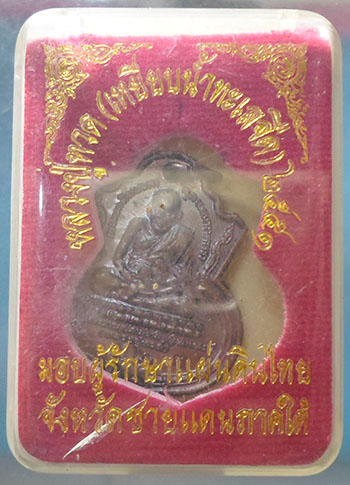 หลวงปู่ทวด (เหยียบน้ำทะเลจืด) ๒๕๕๑
มอบผู้รักษาแผ่นดินไทย
จังหวัดชายแดนภาคใต้